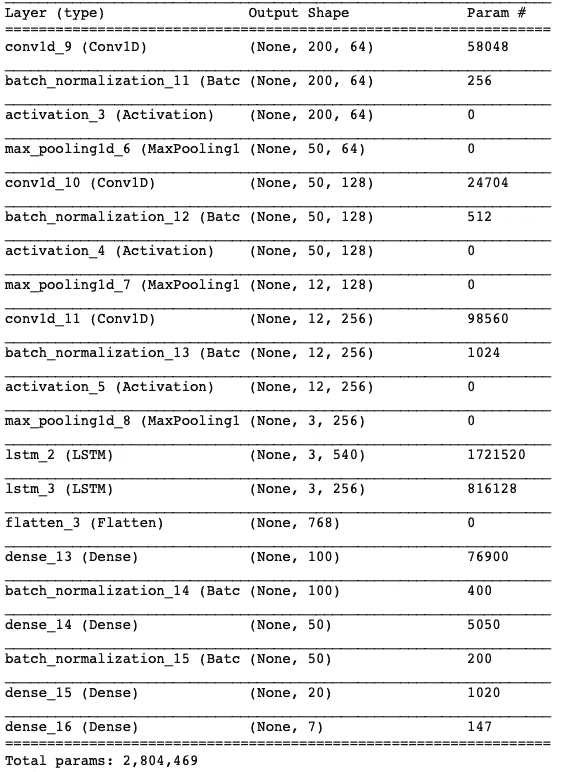 Layer (type) Output Shape Param #
conv1d_9 (Conv1D) (None, 200, 64) 58048
batch_normalization_11 (Batc (None, 200, 64) 256
activation_3 (Activation) (None, 200, 64) 0
max_pooling1d_6 (MaxPooling1 (None, 50, 64) 0
conv1d_10 (Conv1D) (None, 50, 128) 24704
batch_normalization_12 (Batc (None, 50, 128) 512
activation_4 (Activation) (None, 50, 128) 0
max_pooling1d_7 (MaxPooling1 (None, 12, 128) 0
conv1d_11 (Conv1D) (None, 12, 256) 98560
batch_normalization_13 (Batc (None, 12, 256) 1024
activation_5 (Activation) (None, 12, 256) 0
max_pooling1d_8 (MaxPooling1 (None, 3, 256) 0
lstm_2 (LSTM) (None, 3, 540) 1721520
lstm_3 (LSTM) (None, 3, 256) 816128
flatten_3 (Flatten) (None, 768) 0
dense_13 (Dense) (None, 100) 76900
batch_normalization_14 (Batc (None, 100) 400
dense_14 (Dense) (None, 50) 5050
batch_normalization_15 (Batc (None, 50) 200
dense_15 (Dense) (None, 20) 1020
dense_16 (Dense) (None, 7) 147
Total params: 2,804,469